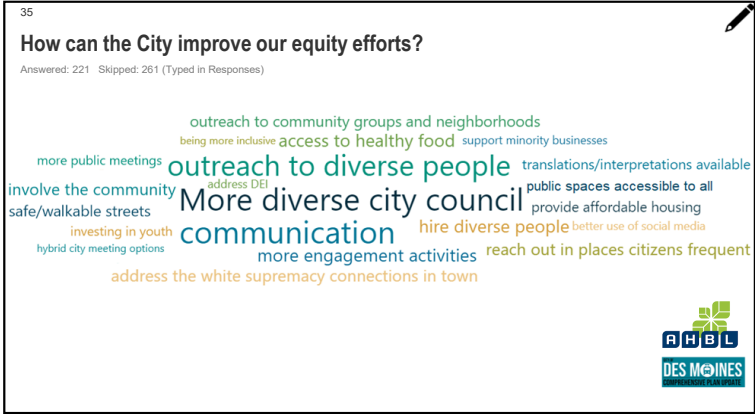 35
How can the City improve our equity efforts?
Answered: 221 Skipped: 261 (Typed in Responses)
outreach to community groups and neighborhoods
being more inclusive access to healthy food support minority businesses
more public meetings outreach to diverse people translations/interpretations available
involve the community address DEI More diverse city council public spaces accessible to all
safe/walkable streets provide affordable housing
investing in youth communication hire diverse people better use of social media
hybrid city meeting options more engagement activities reach out in places citizens frequent
address the white supremacy connections in town
AHBL
DES MOINES
COMPREHENSIVE PLAN UPDATE